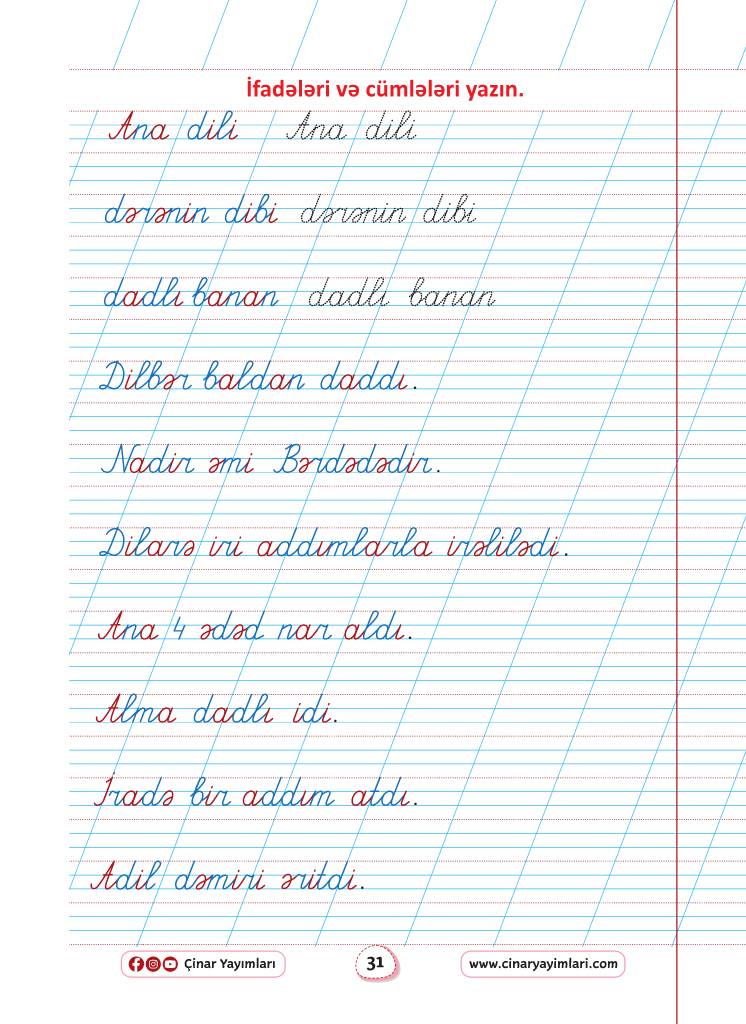 İfadələri və cümlələri yazın.
Ana dili Ana dili
dərənin dibi dərənin dibi
dadlı banan dadlı banan
Dilbər baldan daddı.
Nadir əmi Bərdədədir.
Dilarə iri addımlarla irəlilədi.
Ana 4 ədəd nar aldı.
Alma dadlı idi.
İradə bir addım atdı.
Adil dəmiri əritdi.
Çinar Yayımları 31 www.cinaryayimlari.com